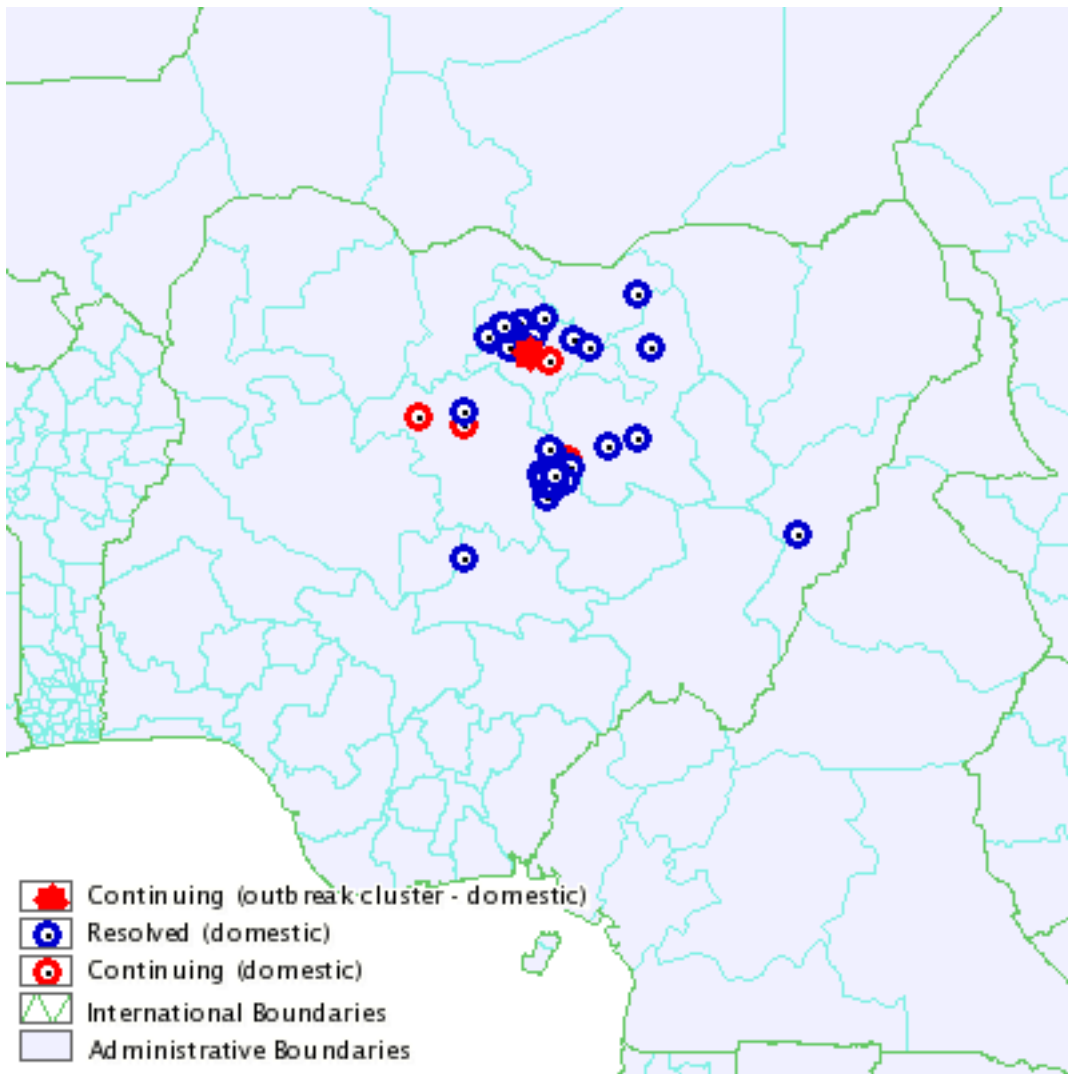 Continuing (outbreak cluster - domestic)
Resolved (domestic)
Continuing (domestic)
International Boundaries
Administrative Boundaries